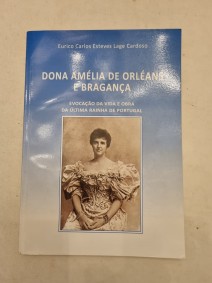 Eurico Carlos Esteves Lage Cardoso
DONA AMÉLIA DE ORLÉANS
E BRAGANÇA
EVOCAÇÃO DA VIDA E OBRA
DA ÚLTIMA RAINHA DE PORTUGAL